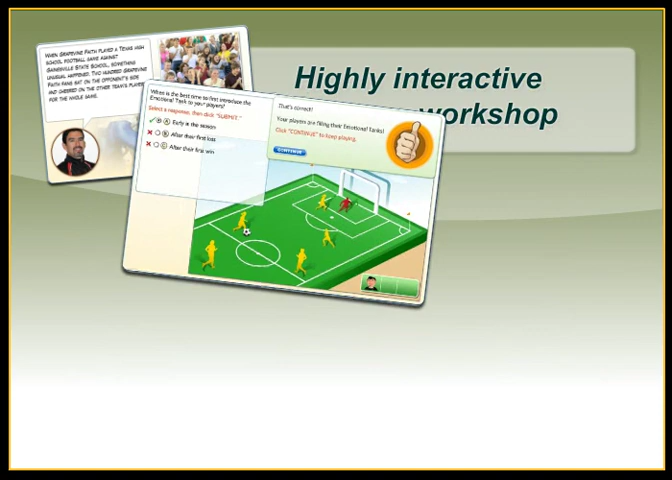 WHEN GRAPEVINE FAITH PLAYED A TEXAS HIGH
SCHOOL FOOTBALL GAME AGAINST
GAINESVILLE STATE SCHOOL, SOMETHING
UNUSUAL HAPPENED. TWO HUNDRED GRAPEVINE
FAITH FANS SAT ON THE OPPONENT'S SIDE
AND CHEERED ON THE OTHER TEAM'S PLAYERS
FOR THE WHOLE GAME.
Highly interactive
workshop
When is the best time to first introduce the
Emotional Tank to your players?
Select a response, then click "SUBMIT."
A Early in the season
B After their first loss
C After their first win
That's correct!
Your players are filling their Emotional Tanks!
Click "CONTINUE" to keep playing.
CONTINUE